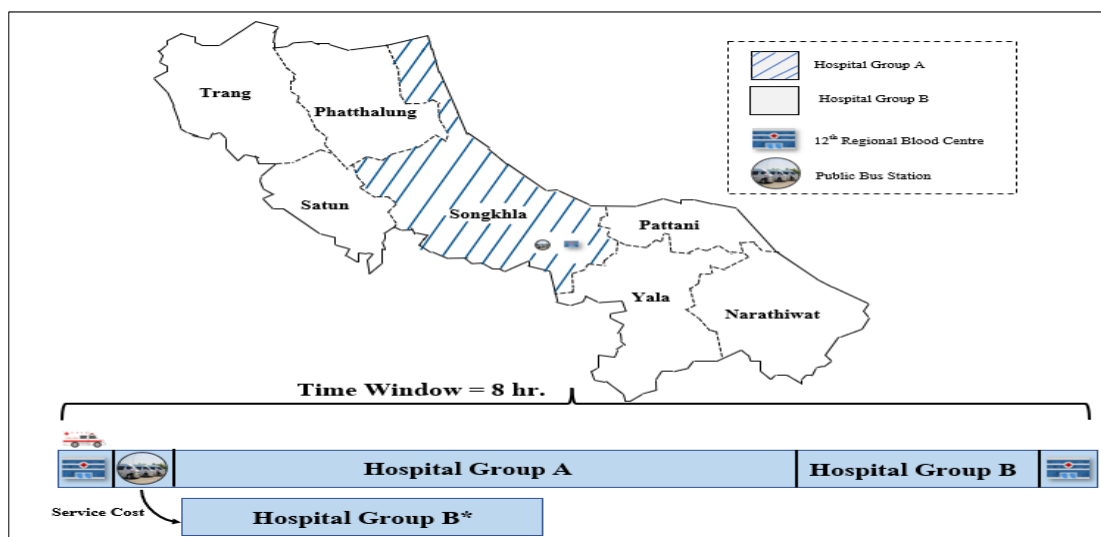 Trang
Phatthalung
Satun
Songkhla
Pattani
Yala
Narathiwat
Hospital Group A
Hospital Group B
12th Regional Blood Centre
Public Bus Station
Time Window = 8 hr.
Hospital Group A
Hospital Group B
Service Cost
Hospital Group B*